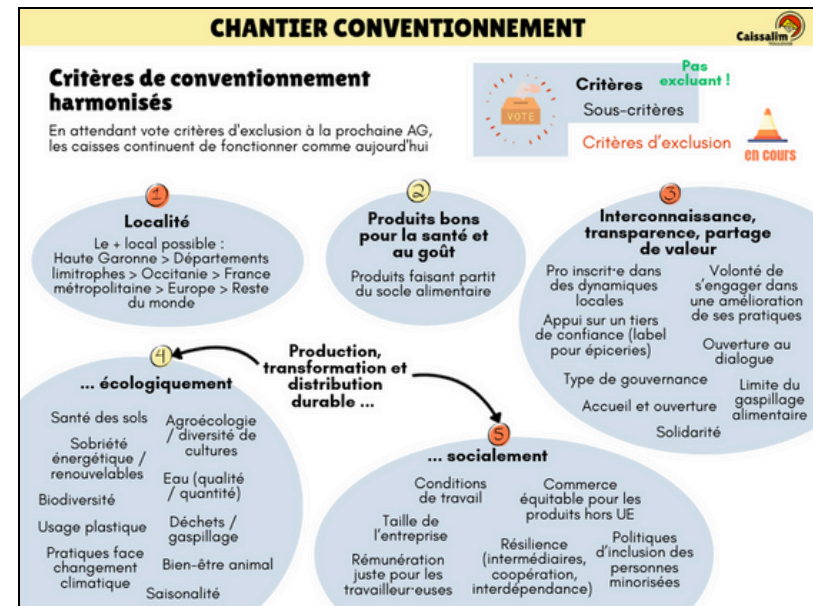 CHANTIER CONVENTIONNEMENT
Caissalim
Critères de conventionnement
harmonisés
En attendant vote critères d'exclusion à la prochaine AG,
les caisses continuent de fonctionner comme aujourd'hui
VOTE
Critères
Pas
excluant !
Sous-critères
Critères d'exclusion
en cours
1
Localité
Le + local possible :
Haute Garonne > Départements
limitrophes > Occitanie > France
métropolitaine > Europe > Reste
du monde
2
Produits bons
pour la santé et
au goût
Produits faisant partit
du socle alimentaire
3
Interconnaissance,
transparence, partage
de valeur
Pro inscrit·e dans
des dynamiques
locales
Appui sur un tiers
de confiance (label
pour épiceries)
Volonté de
s'engager dans
une amélioration
de ses pratiques
Ouverture au
dialogue
Type de gouvernance
Accueil et ouverture
Limite du
gaspillage
alimentaire
Solidarité
Production,
transformation et
distribution
durable ...
4
... écologiquement
Santé des sols
Sobriété
énergétique /
renouvelables
Biodiversité
Usage plastique
Pratiques face
changement
climatique
Agroécologie
/ diversité de
cultures
Eau (qualité
/ quantité)
Déchets /
gaspillage
Bien-être animal
Saisonalité
5
... socialement
Conditions
de travail
Taille de
l'entreprise
Rémunération
juste pour les
travailleur·euses
Commerce
équitable pour les
produits hors UE
Résilience
(intermédiaires,
coopération,
interdépendance)
Politiques
d'inclusion des
personnes
minorisées